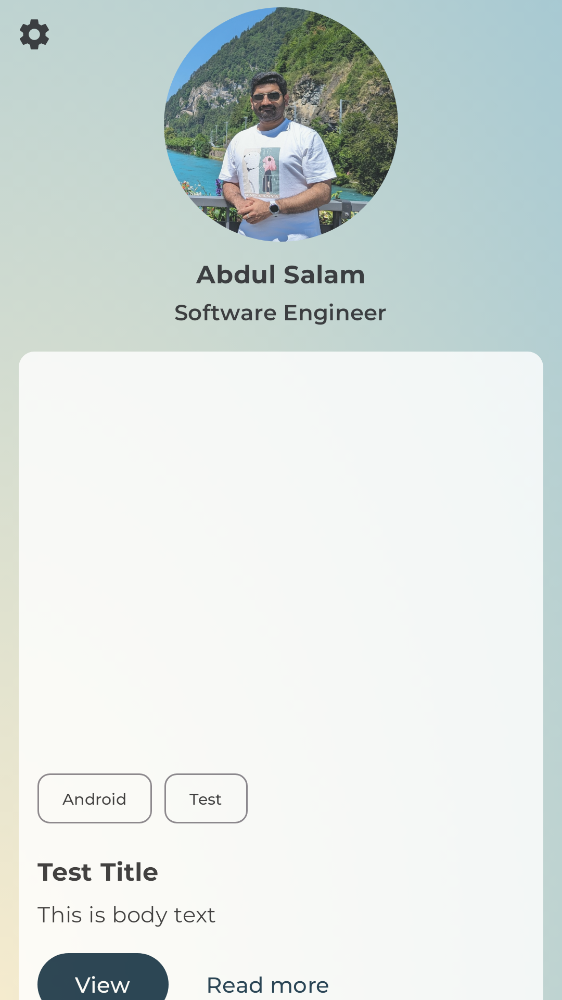 Abdul Salam
Software Engineer
Android
Test
Test Title
This is body text
View
Read more